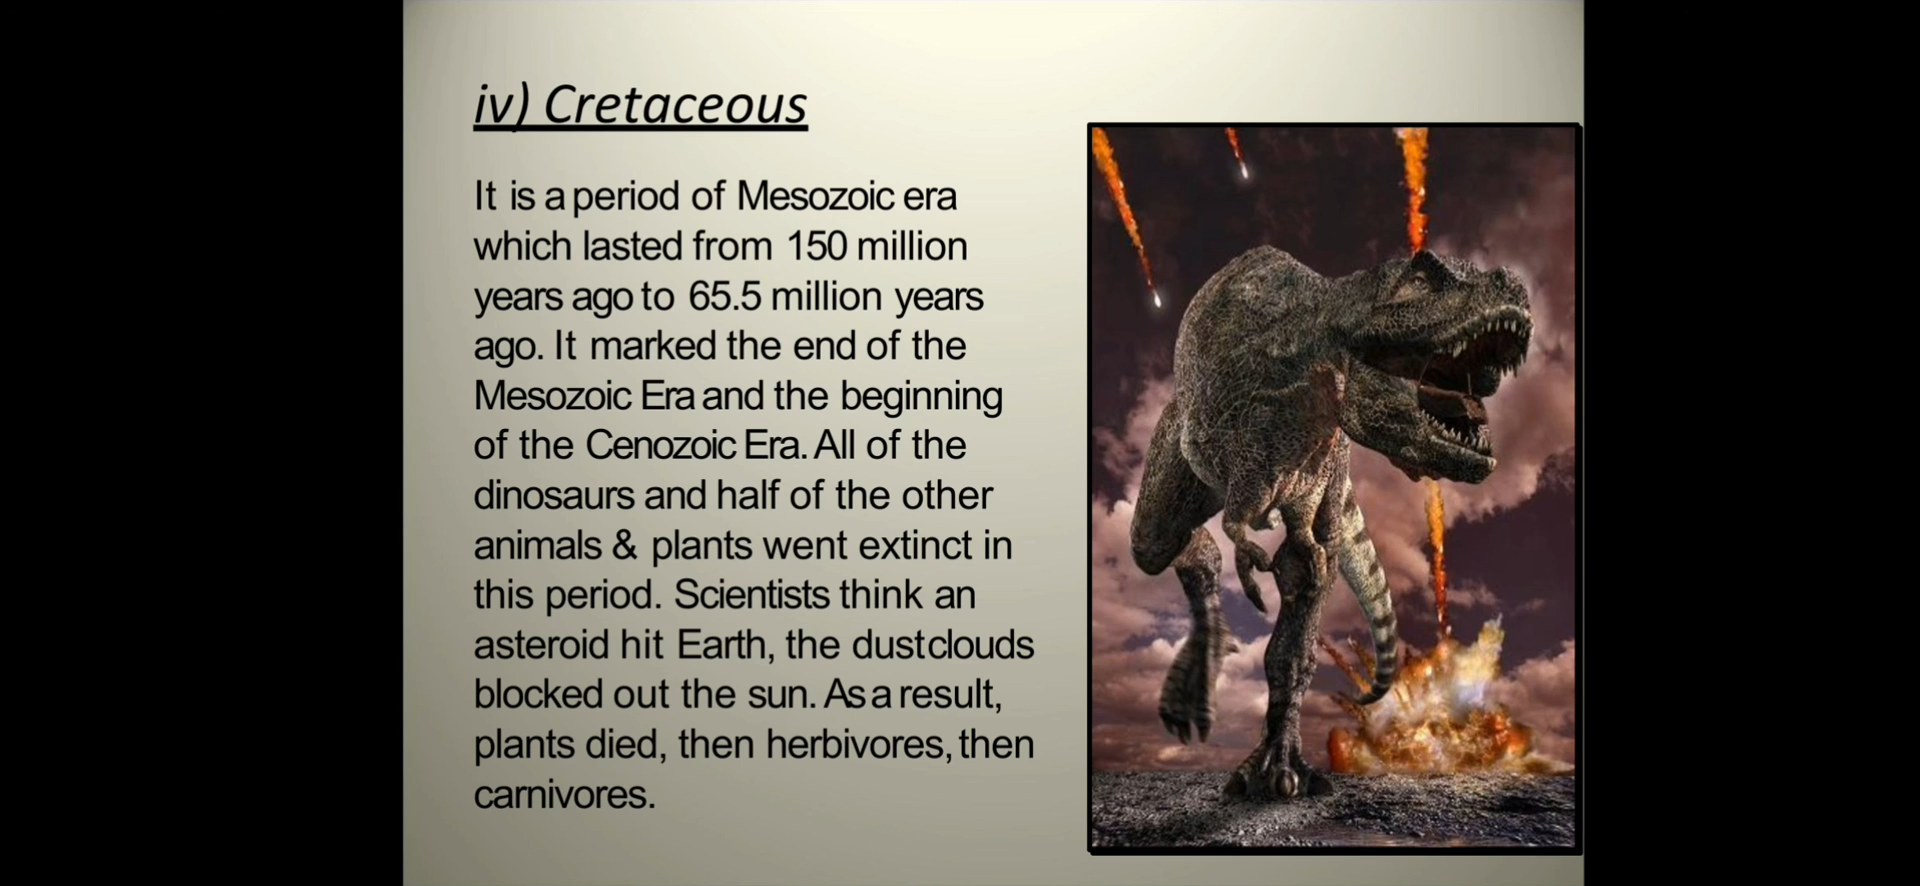 iv) Cretaceous
It is a period of Mesozoic era
which lasted from 150 million
years ago to 65.5 million years
ago. It marked the end of the
Mesozoic Era and the beginning
of the Cenozoic Era. All of the
dinosaurs and half of the other
animals & plants went extinct in
this period. Scientists think an
asteroid hit Earth, the dust clouds
blocked out the sun. As a result,
plants died, then herbivores, then
carnivores.